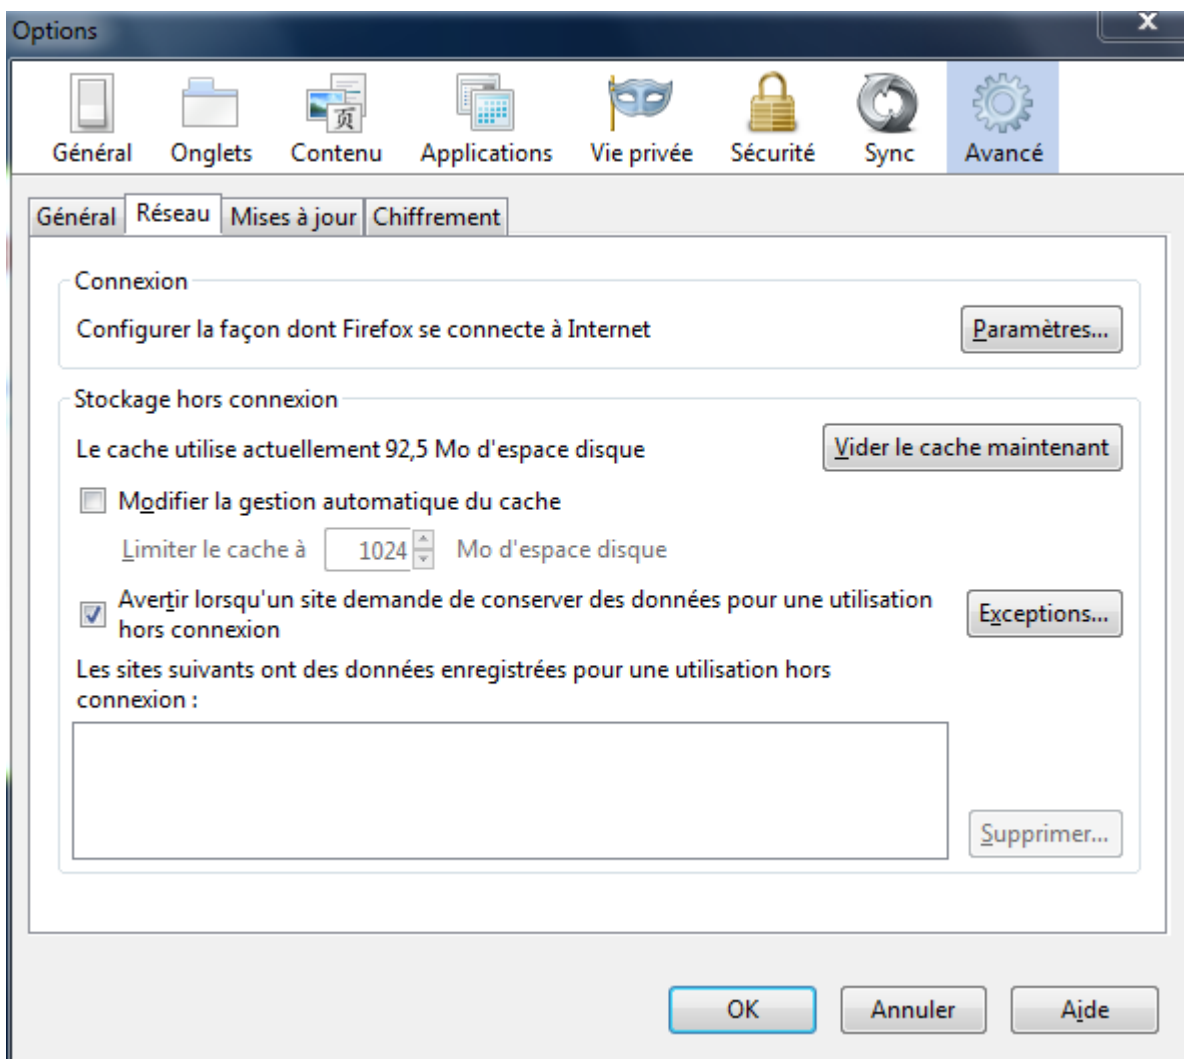 Options
x
页
Général Onglets Contenu Applications Vie privée Sécurité Sync Avancé
Général Réseau Mises à jour Chiffrement
Connexion
Configurer la façon dont Firefox se connecte à Internet Paramètres...
Stockage hors connexion
Le cache utilise actuellement 92,5 Mo d'espace disque Vider le cache maintenant
Modifier la gestion automatique du cache
Limiter le cache à 1024 Mo d'espace disque
Avertir lorsqu'un site demande de conserver des données pour une utilisation
hors connexion
Exceptions...
Les sites suivants ont des données enregistrées pour une utilisation hors
connexion :
Supprimer...
OK Annuler Aide